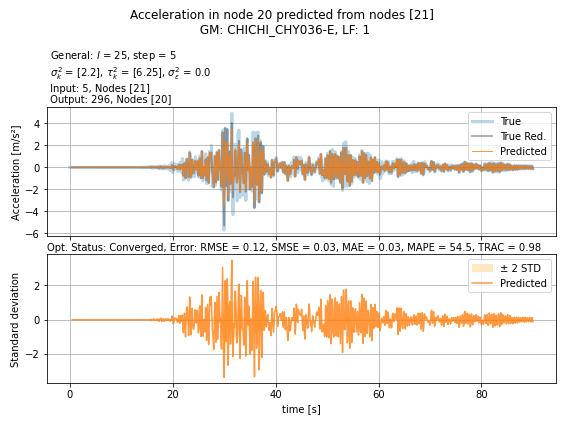 Acceleration in node 20 predicted from nodes [21]
GM: CHICHI_CHY036-E, LF: 1
General: l = 25, step = 5
σ²ₖ = [2.2], τ²ₖ = [6.25], σ²ε = 0.0
Input: 5, Nodes [21]
Output: 296, Nodes [20]
Acceleration [m/s²]
4
2
0
−2
−4
−6
True
True Red.
Predicted
Opt. Status: Converged, Error: RMSE = 0.12, SMSE = 0.03, MAE = 0.03, MAPE = 54.5, TRAC = 0.98
Standard deviation
2
0
−2
± 2 STD
Predicted
0 20 40 60 80
time [s]